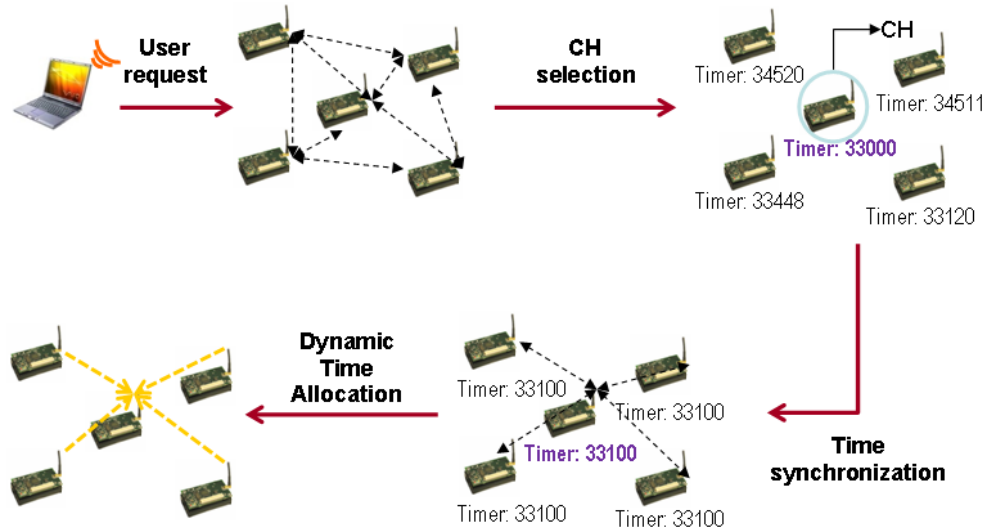 User
request
CH
selection
CH
Timer: 34520
Timer: 34511
Timer: 33000
Timer: 33448
Timer: 33120
Time
synchronization
Timer: 33100
Timer: 33100
Timer: 33100
Timer: 33100
Timer: 33100
Dynamic
Time
Allocation